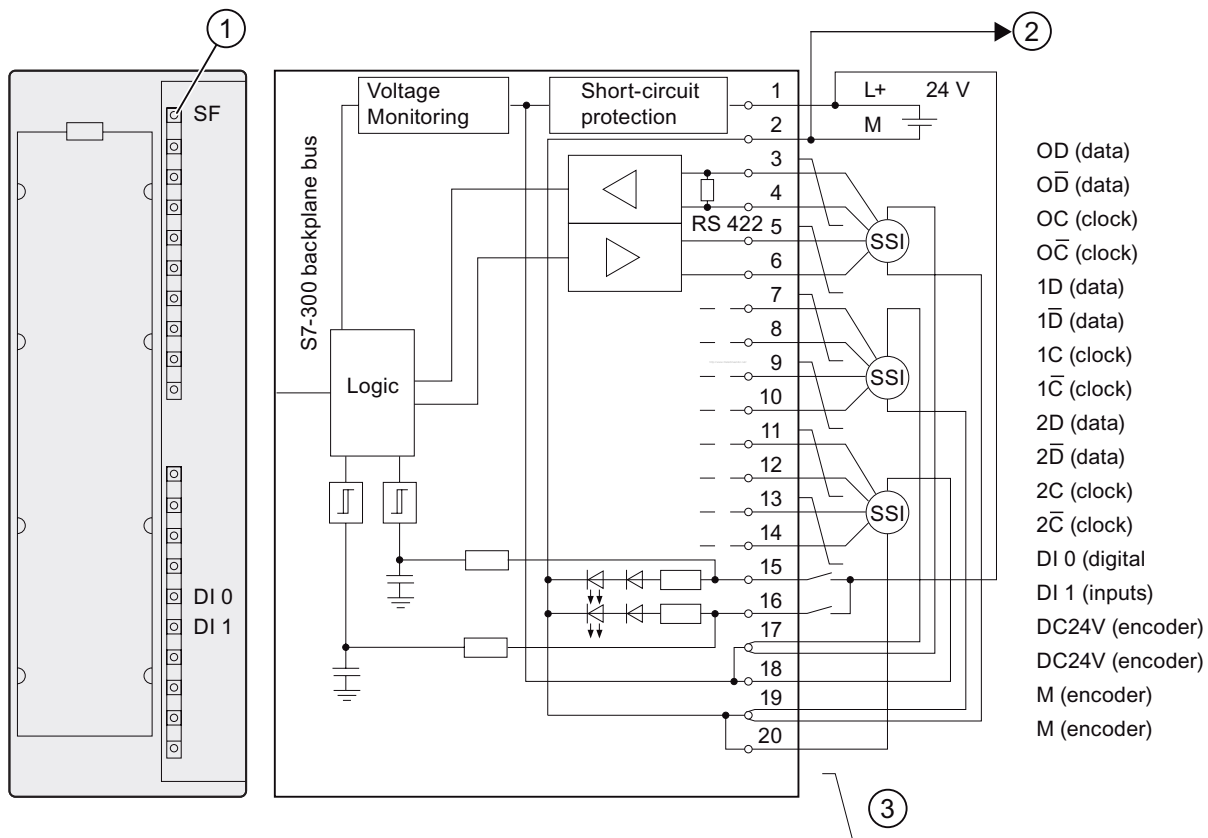 1
SF
DI 0
DI 1
2
Voltage
Monitoring
Short-circuit
protection
S7-300 backplane bus
Logic
RS 422
1
2
3
4
5
6
7
8
9
10
11
12
13
14
15
16
17
18
19
20
L+ 24 V
M
SSI
SSI
SSI
3
OD (data)
OD̅ (data)
OC (clock)
OC̅ (clock)
1D (data)
1D̅ (data)
1C (clock)
1C̅ (clock)
2D (data)
2D̅ (data)
2C (clock)
2C̅ (clock)
DI 0 (digital
DI 1 (inputs)
DC24V (encoder)
DC24V (encoder)
M (encoder)
M (encoder)